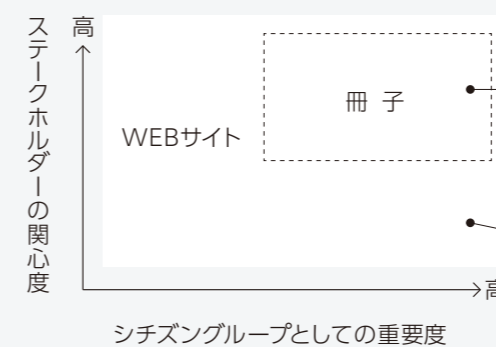 ステークホルダーの関心度
高
冊 子
WEBサイト
高
シチズングループとしての重要度